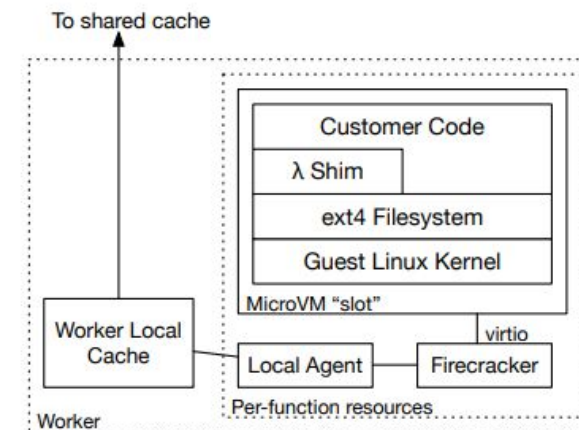 To shared cache
Customer Code
λ Shim
ext4 Filesystem
Guest Linux Kernel
MicroVM “slot”
virtio
Worker Local
Cache
Local Agent
Firecracker
Per-function resources
Worker